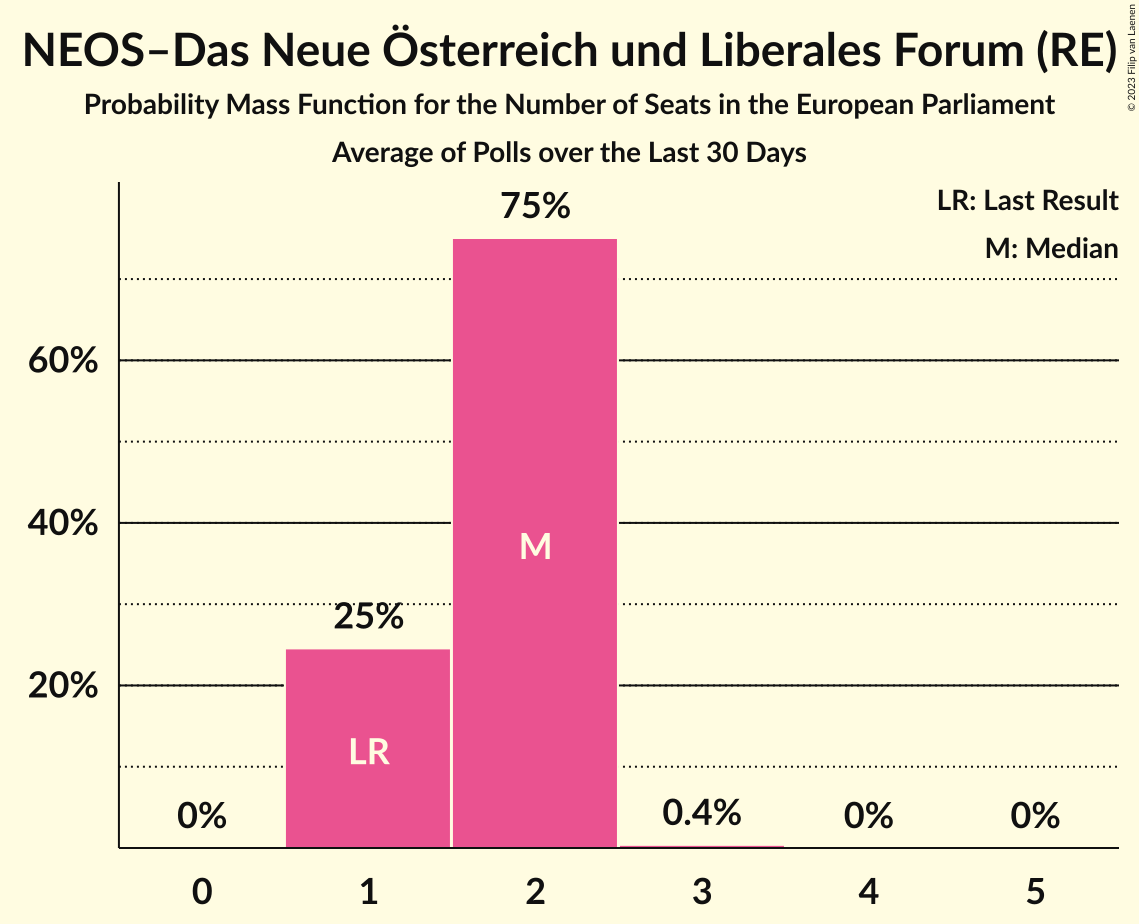 NEOS–Das Neue Österreich und Liberales Forum (RE)
Probability Mass Function for the Number of Seats in the European Parliament
Average of Polls over the Last 30 Days
© 2023 Filip van Laenen
LR: Last Result
M: Median
75%
60%
40%
20%
25%
M
LR
0%
0.4%
0%
0%
0 1 2 3 4 5